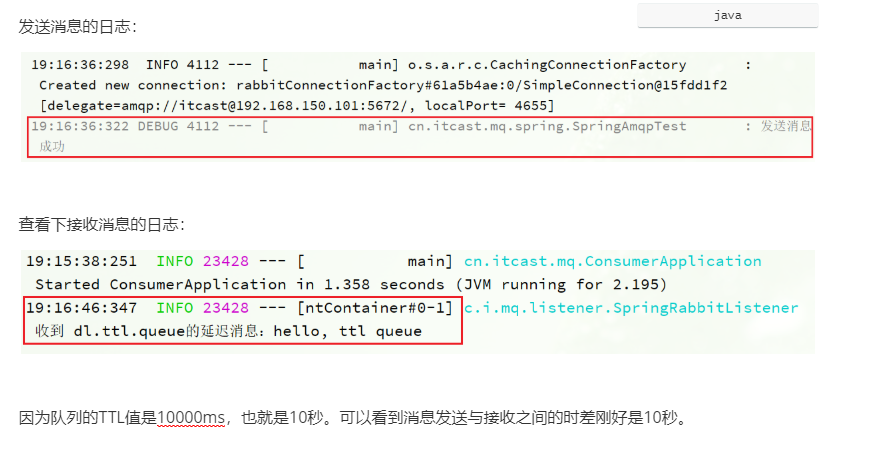 java
发送消息的日志：
19:16:36:298  INFO 4112 --- [           main] o.s.a.r.c.CachingConnectionFactory       :
Created new connection: rabbitConnectionFactory#61a5b4ae:0/SimpleConnection@15fdd1f2
[delegate=amqp://itcast@192.168.150.101:5672/, localPort= 4655]
19:16:36:322 DEBUG 4112 --- [           main] cn.itcast.mq.spring.SpringAmqpTest       : 发送消息
成功
查看下接收消息的日志：
19:15:38:251  INFO 23428 --- [           main] cn.itcast.mq.ConsumerApplication
Started ConsumerApplication in 1.358 seconds (JVM running for 2.195)
19:16:46:347  INFO 23428 --- [ntContainer#0-1] c.i.mq.listener.SpringRabbitListener
收到 dl.ttl.queue的延迟消息：hello, ttl queue
因为队列的TTL值是10000ms，也就是10秒。可以看到消息发送与接收之间的时差刚好是10秒。